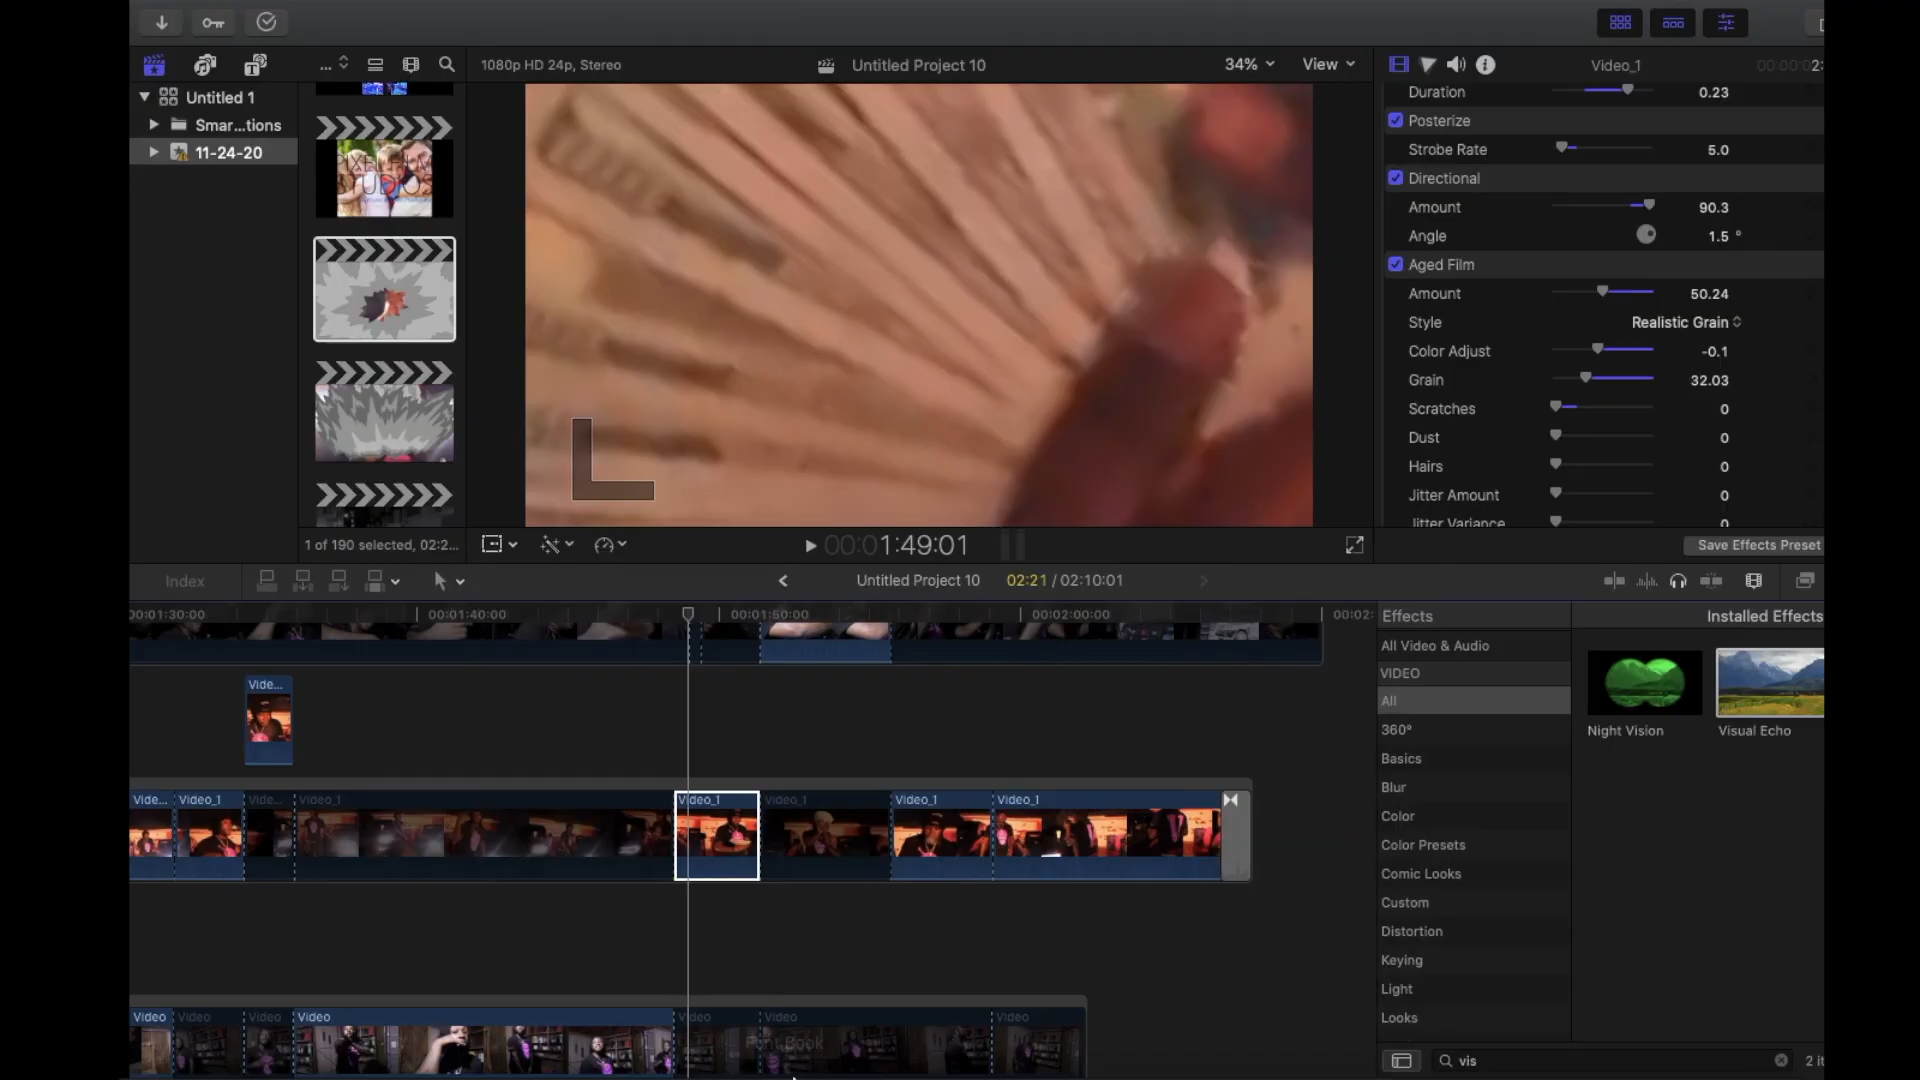 1080p HD 24p, Stereo
Untitled Project 10
34%
View
Video_1
...
Untitled 1
Smar...tions
11-24-20
PIXEL FILM
STUDIOS
Duration 0.23
Posterize
Strobe Rate 5.0
Directional
Amount 90.3
Angle 1.5 °
Aged Film
Amount 50.24
Style Realistic Grain
Color Adjust -0.1
Grain 32.03
Scratches 0
Dust 0
Hairs 0
Jitter Amount 0
Jitter Variance 0
1 of 190 selected, 02:2...
00:01:49:01
Save Effects Preset
Index
Untitled Project 10
02:21 / 02:10:01
00:01:30:00
00:01:40:00
00:01:50:00
00:02:00:00
00:02:
Effects
Installed Effects
All Video & Audio
VIDEO
All
360°
Basics
Blur
Color
Color Presets
Comic Looks
Custom
Distortion
Keying
Light
Looks
Night Vision
Visual Echo
Vide...
Vide...
Video_1
Vide...
Video_1
Video_1
Video_1
Video_1
Video_1
Video
Video
Video
Video
Video
Video
Video
Font Book
vis
2 it